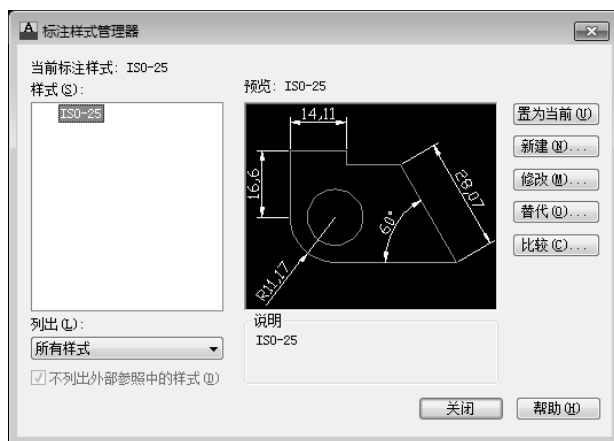 标注样式管理器
当前标注样式: ISO-25
样式(S):
ISO-25
预览: ISO-25
14,11
16,6
28,07
60°
R11,17
置为当前(U)
新建(N)...
修改(M)...
替代(O)...
比较(C)...
列出(L):
所有样式
不列出外部参照中的样式(D)
说明
ISO-25
关闭
帮助(H)